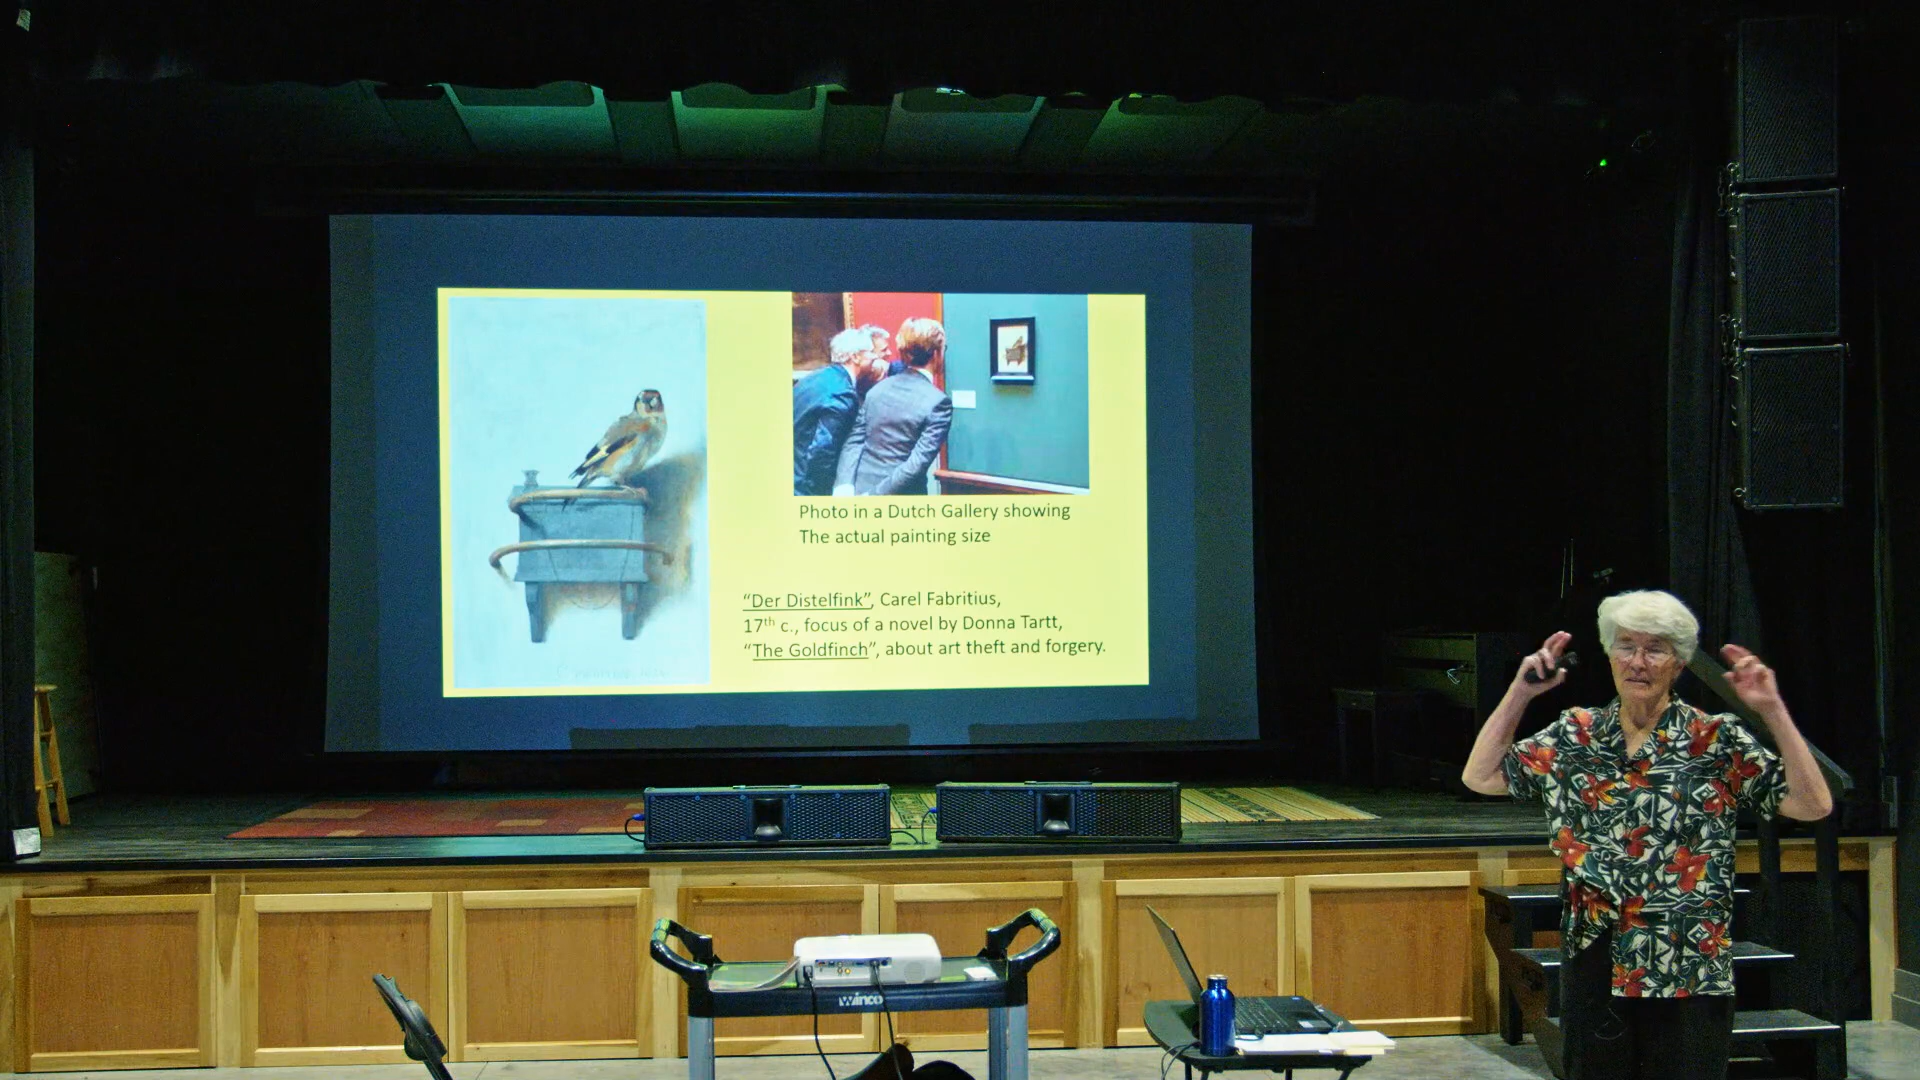 Photo in a Dutch Gallery showing
The actual painting size
“Der Distelfink”, Carel Fabritius,
17th c., focus of a novel by Donna Tartt,
“The Goldfinch”, about art theft and forgery.
winco